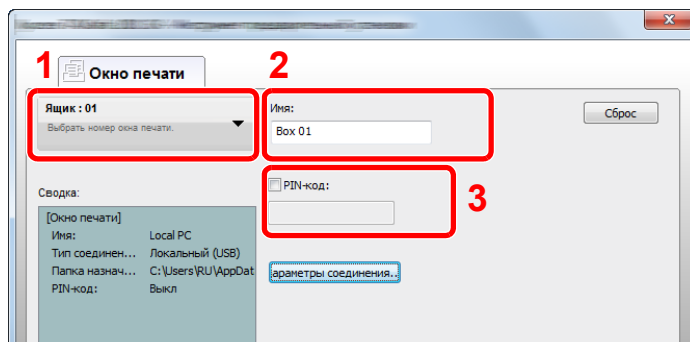 1
Окно печати
2
Ящик : 01
Выбрать номер окна печати.
Имя:
Box 01
Сброс
PIN-код:
3
Сводка:
[Окно печати]
Имя: Local PC
Тип соединен... Локальный (USB)
Папка назнач... C:\Users\RU\AppDat
PIN-код: Выкл
араметры соединения..